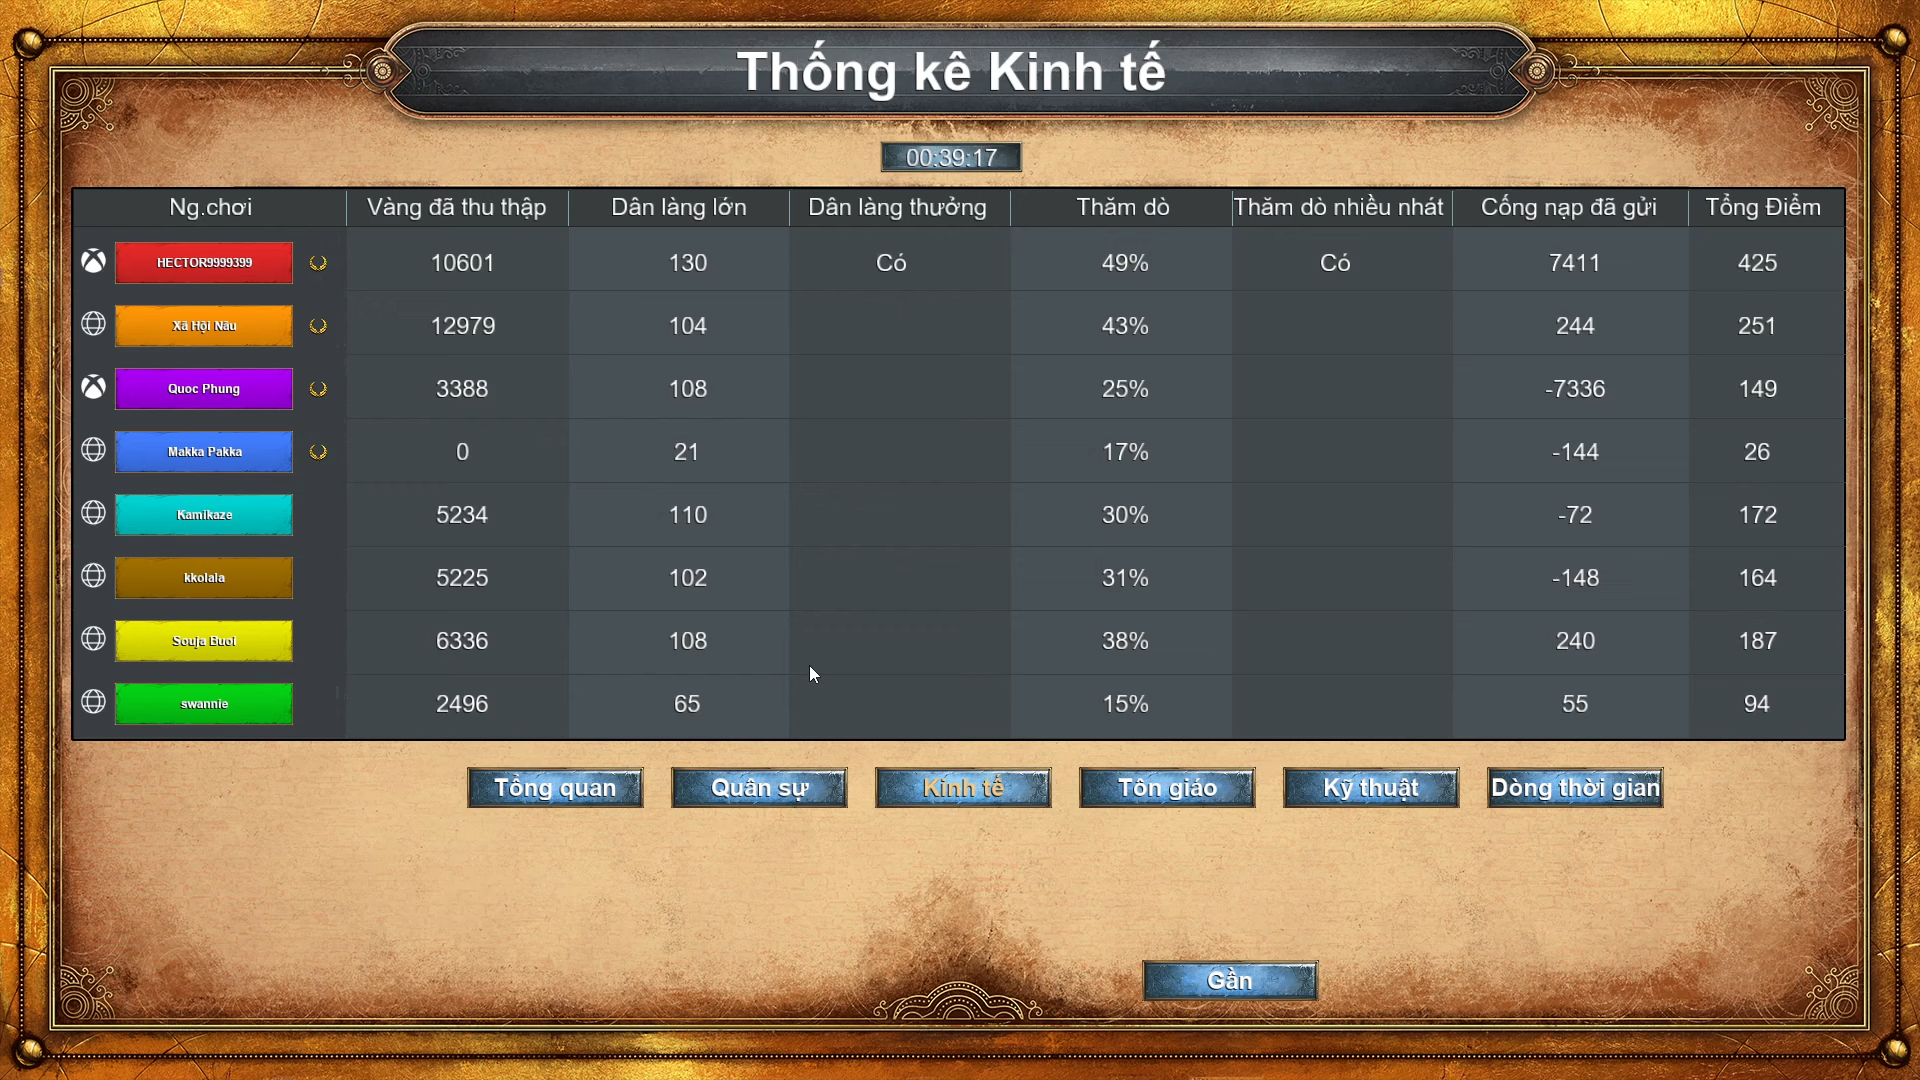 Thống kê Kinh tế
00:39:17
Ng.chơi Vàng đã thu thập Dân làng lớn Dân làng thưởng Thăm dò Thăm dò nhiều nhát Cống nạp đã gửi Tổng Điểm
HECTOR9999399 10601 130 Có 49% Có 7411 425
Xã Hội Nâu 12979 104 43% 244 251
Quoc Phung 3388 108 25% -7336 149
Makka Pakka 0 21 17% -144 26
Kamikaze 5234 110 30% -72 172
kkolala 5225 102 31% -148 164
Souja Buoi 6336 108 38% 240 187
swannie 2496 65 15% 55 94
Tổng quan Quân sự Kinh tế Tôn giáo Kỹ thuật Dòng thời gian
Gần